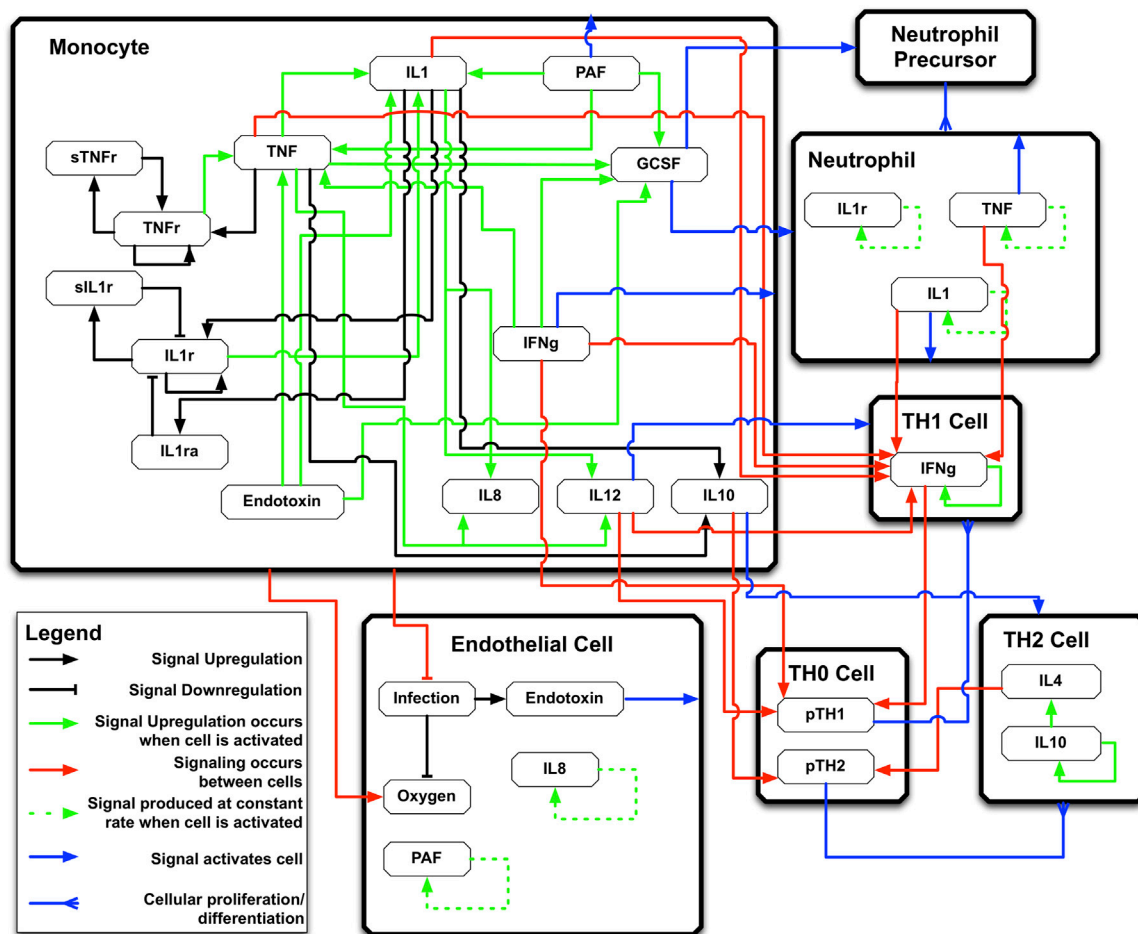 Monocyte
IL1
PAF
TNF
GCSF
sTNFr
TNFr
sIL1r
IL1r
IL1ra
IFNg
Endotoxin
IL8
IL12
IL10
Neutrophil
Precursor
Neutrophil
IL1r
TNF
IL1
TH1 Cell
IFNg
Legend
Signal Upregulation
Signal Downregulation
Signal Upregulation occurs
when cell is activated
Signaling occurs
between cells
Signal produced at constant
rate when cell is activated
Signal activates cell
Cellular proliferation/
differentiation
Endothelial Cell
Infection
Endotoxin
IL8
Oxygen
PAF
TH0 Cell
pTH1
pTH2
TH2 Cell
IL4
IL10